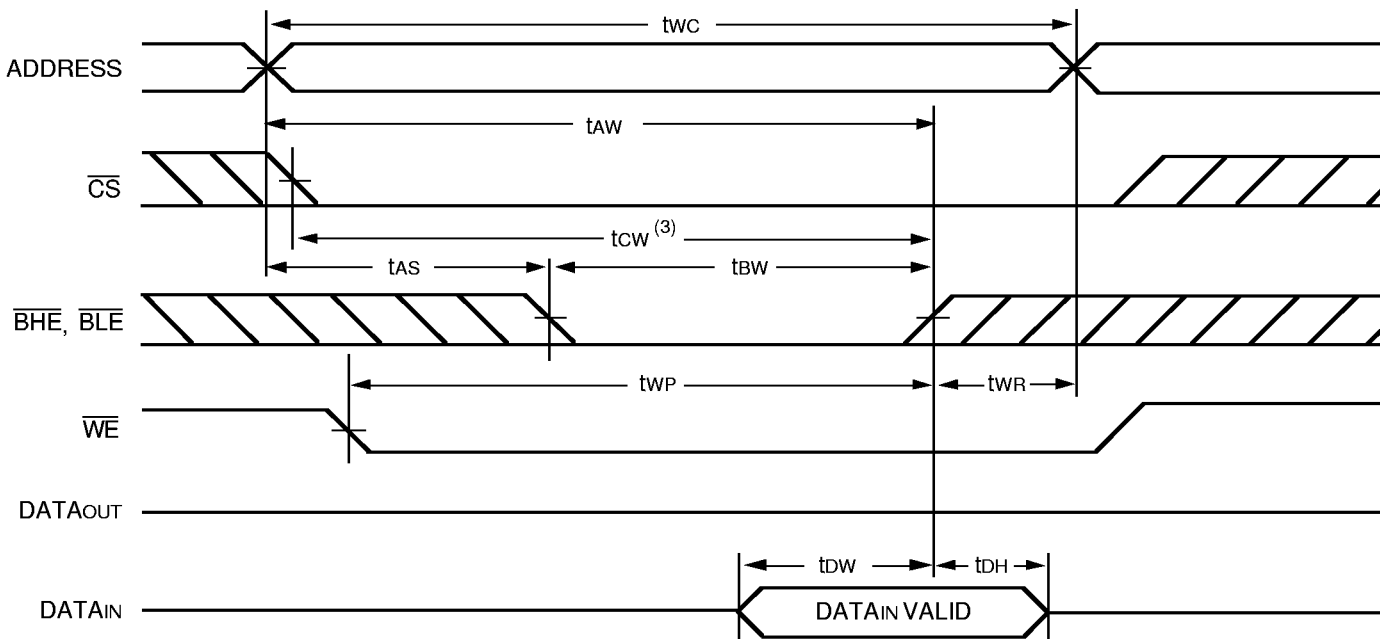 tWC
ADDRESS
tAW
CS
tCW (3)
tAS tBW
BHE, BLE
tWP tWR
WE
DATAOUT
tDW tDH
DATAIN DATAIN VALID